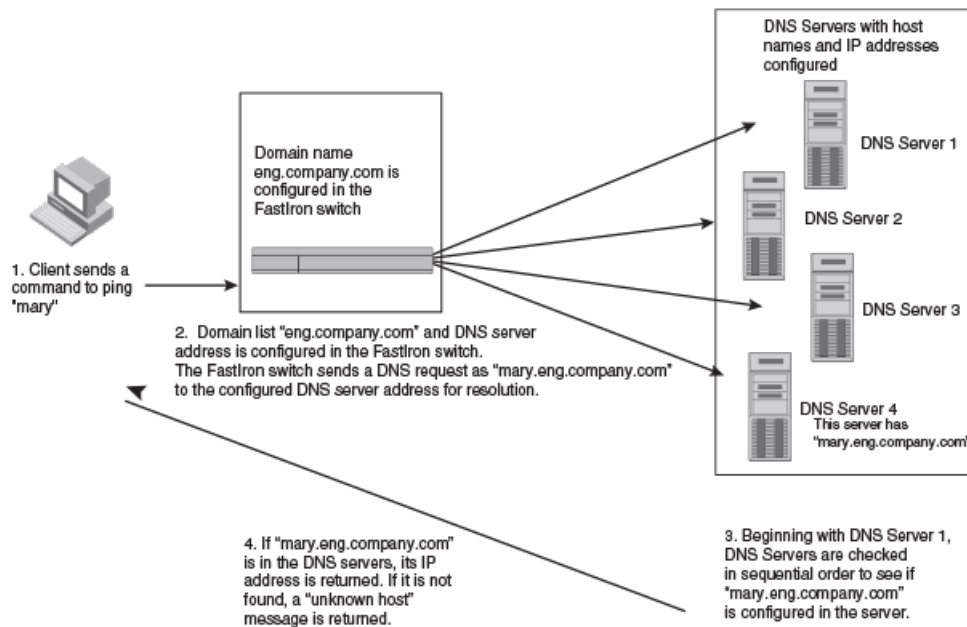 DNS Servers with host
names and IP addresses
configured
DNS Server 1
DNS Server 2
DNS Server 3
DNS Server 4
This server has
"mary.eng.company.com"
Domain name
eng.company.com is
configured in the
FastIron switch
1. Client sends a
command to ping
"mary"
2. Domain list "eng.company.com" and DNS server
address is configured in the FastIron switch.
The FastIron switch sends a DNS request as "mary.eng.company.com"
to the configured DNS server address for resolution.
3. Beginning with DNS Server 1,
DNS Servers are checked
in sequential order to see if
"mary.eng.company.com"
is configured in the server.
4. If "mary.eng.company.com"
is in the DNS servers, its IP
address is returned. If it is not
found, a "unknown host"
message is returned.